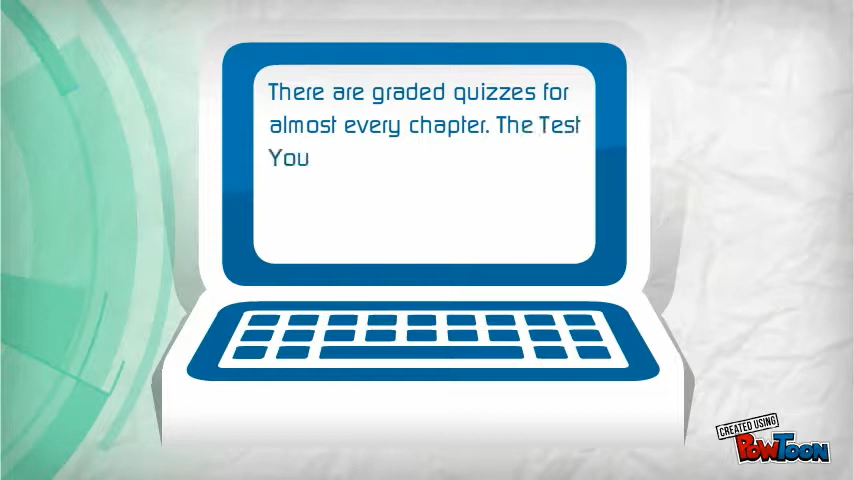 There are graded quizzes for
almost every chapter. The Test
You
CREATED USING
POWTOON